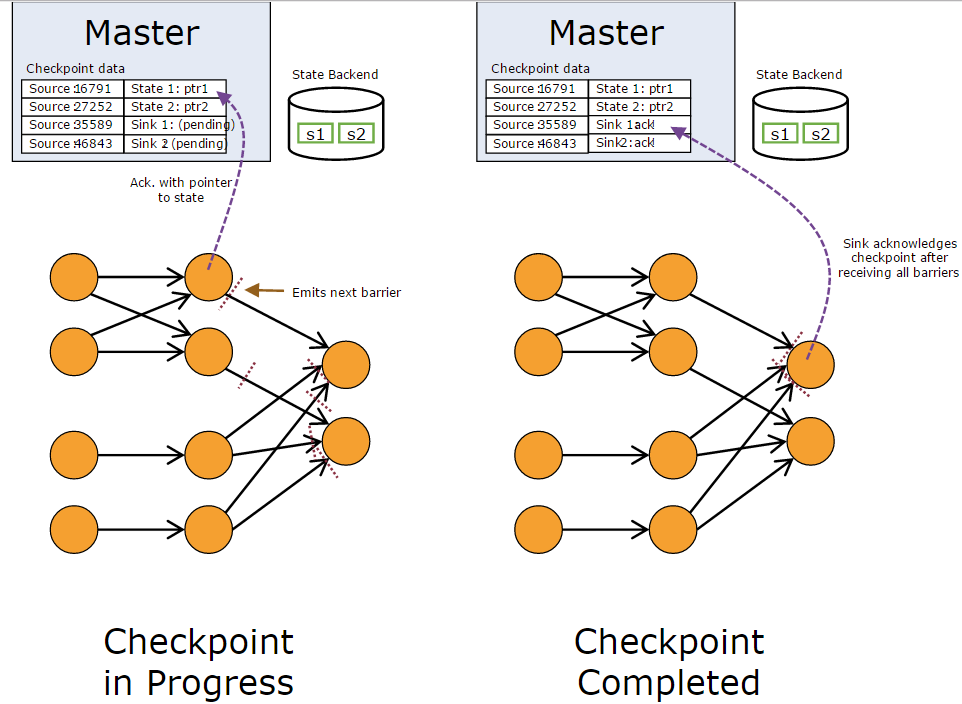 Master
Checkpoint data
Source 1: 6791 State 1: ptr1
Source 2: 7252 State 2: ptr2
Source 3: 5589 Sink 1: (pending)
Source 4: 6843 Sink 2: (pending)
State Backend
s1 s2
Ack. with pointer
to state
Emits next barrier
Checkpoint
in Progress
Master
Checkpoint data
Source 1: 6791 State 1: ptr1
Source 2: 7252 State 2: ptr2
Source 3: 5589 Sink 1: ack!
Source 4: 6843 Sink2: ack!
State Backend
s1 s2
Sink acknowledges
checkpoint after
receiving all barriers
Checkpoint
Completed